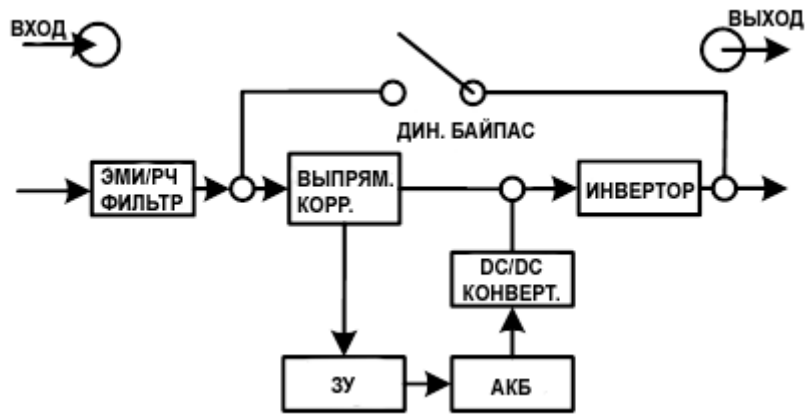 ВХОД
ВЫХОД
ДИН. БАЙПАС
ЭМИ/РЧ
ФИЛЬТР
ВЫПРЯМ.
КОРР.
ИНВЕРТОР
DC/DC
КОНВЕРТ.
ЗУ
АКБ